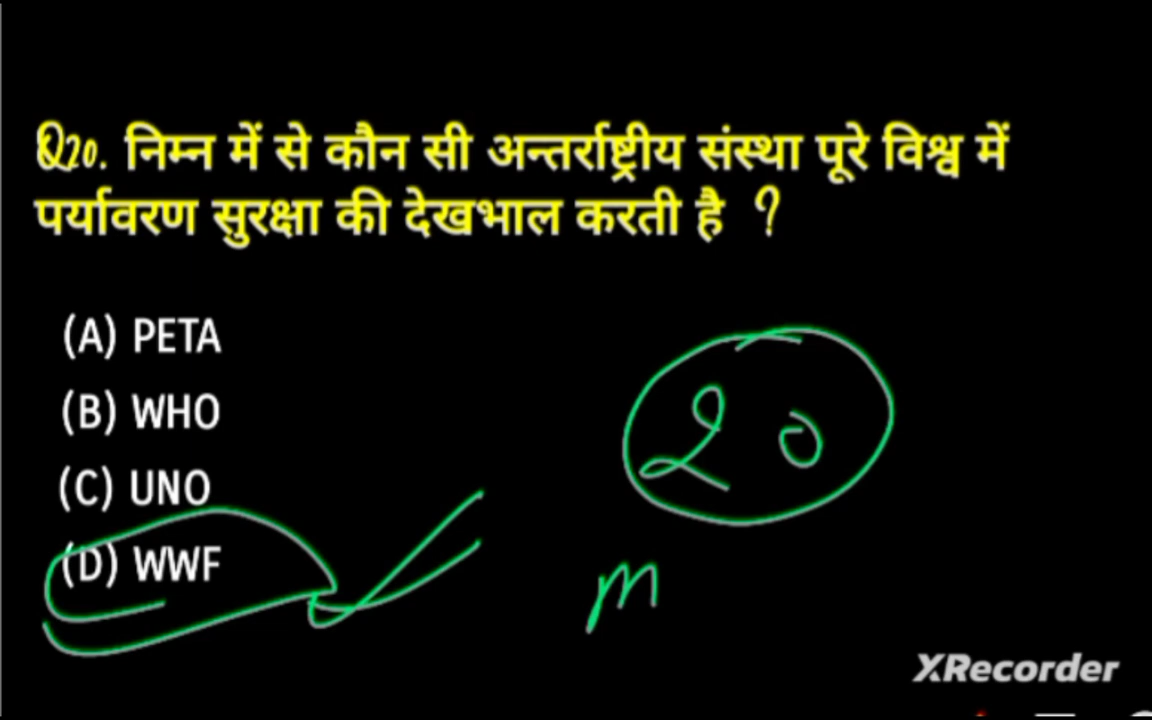 Q20. निम्न में से कौन सी अन्तर्राष्ट्रीय संस्था पूरे विश्व में
पर्यावरण सुरक्षा की देखभाल करती है ?
(A) PETA
(B) WHO
(C) UNO
(D) WWF
20
m
XRecorder